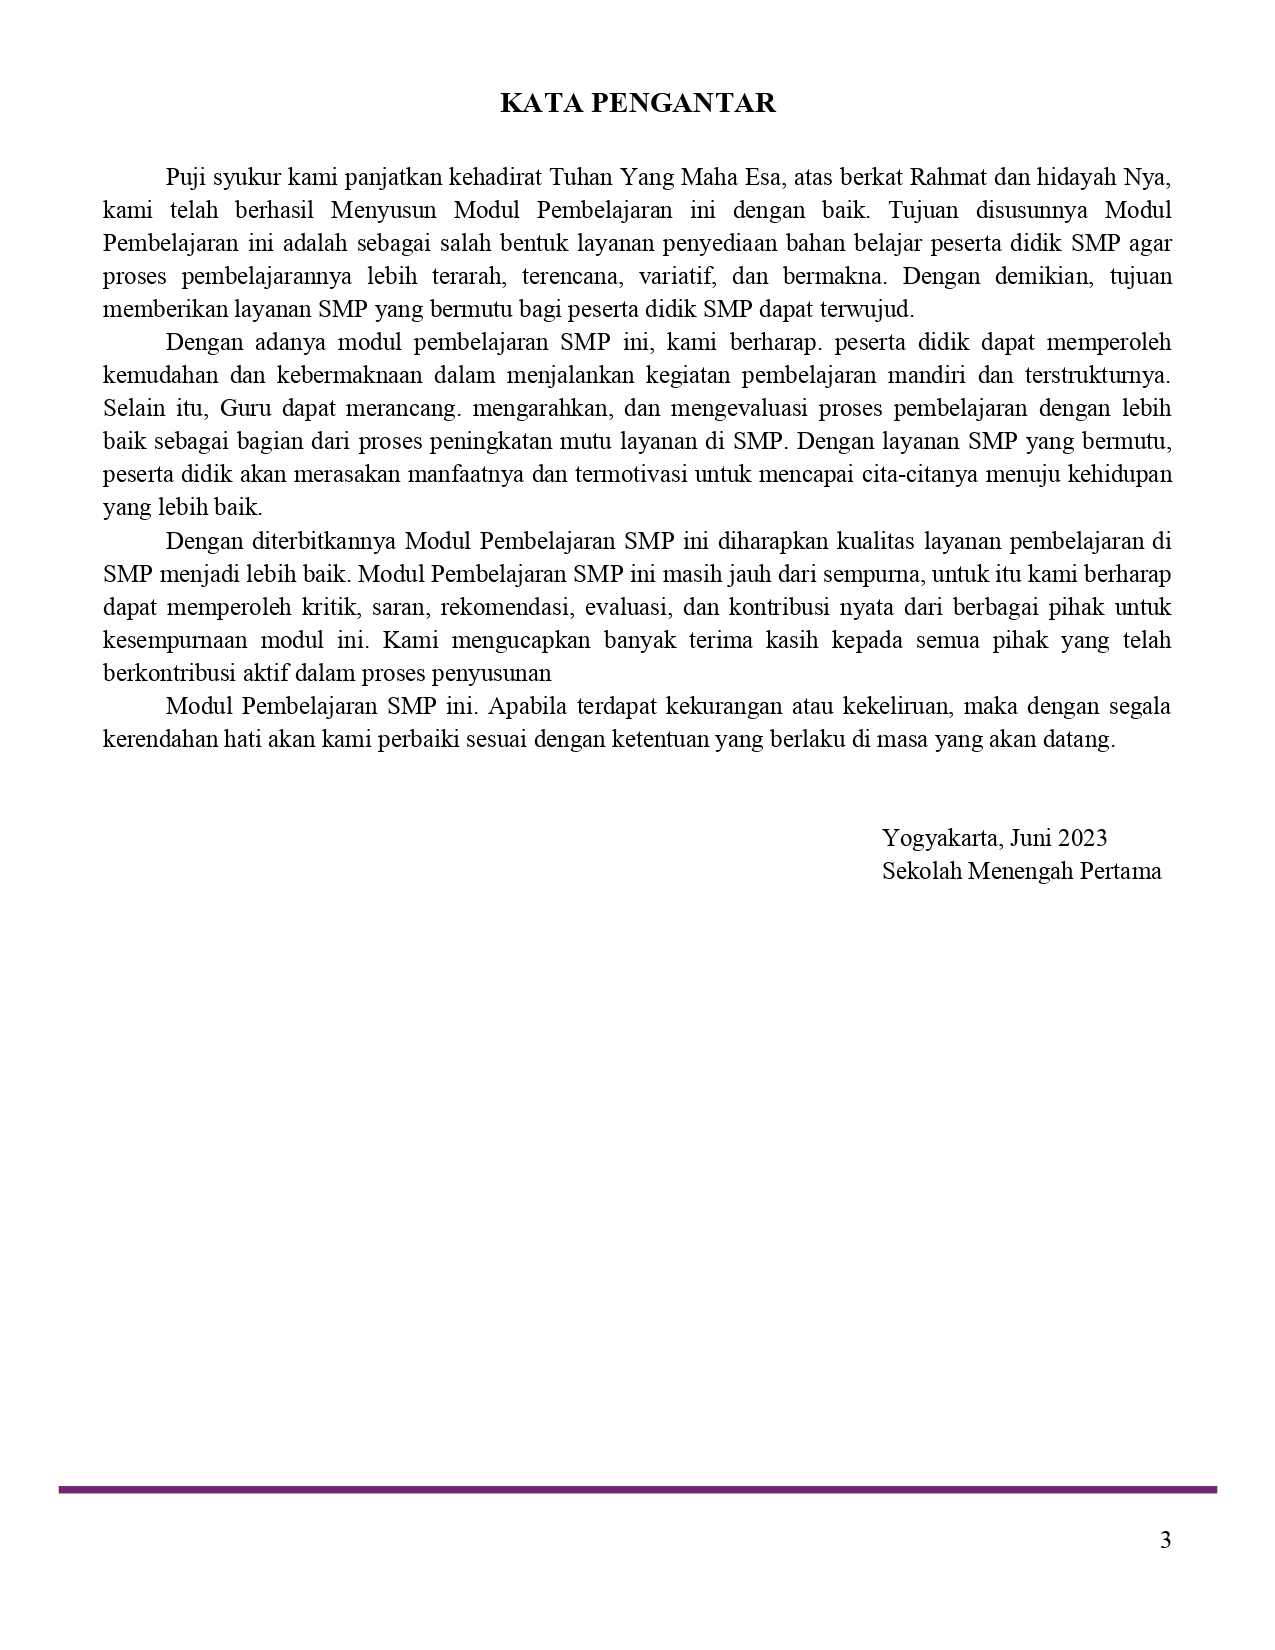 KATA PENGANTAR
Puji syukur kami panjatkan kehadirat Tuhan Yang Maha Esa, atas berkat Rahmat dan hidayah Nya,
kami telah berhasil Menyusun Modul Pembelajaran ini dengan baik. Tujuan disusunnya Modul
Pembelajaran ini adalah sebagai salah bentuk layanan penyediaan bahan belajar peserta didik SMP agar
proses pembelajarannya lebih terarah, terencana, variatif, dan bermakna. Dengan demikian, tujuan
memberikan layanan SMP yang bermutu bagi peserta didik SMP dapat terwujud.
Dengan adanya modul pembelajaran SMP ini, kami berharap. peserta didik dapat memperoleh
kemudahan dan kebermaknaan dalam menjalankan kegiatan pembelajaran mandiri dan terstrukturnya.
Selain itu, Guru dapat merancang. mengarahkan, dan mengevaluasi proses pembelajaran dengan lebih
baik sebagai bagian dari proses peningkatan mutu layanan di SMP. Dengan layanan SMP yang bermutu,
peserta didik akan merasakan manfaatnya dan termotivasi untuk mencapai cita-citanya menuju kehidupan
yang lebih baik.
Dengan diterbitkannya Modul Pembelajaran SMP ini diharapkan kualitas layanan pembelajaran di
SMP menjadi lebih baik. Modul Pembelajaran SMP ini masih jauh dari sempurna, untuk itu kami berharap
dapat memperoleh kritik, saran, rekomendasi, evaluasi, dan kontribusi nyata dari berbagai pihak untuk
kesempurnaan modul ini. Kami mengucapkan banyak terima kasih kepada semua pihak yang telah
berkontribusi aktif dalam proses penyusunan
Modul Pembelajaran SMP ini. Apabila terdapat kekurangan atau kekeliruan, maka dengan segala
kerendahan hati akan kami perbaiki sesuai dengan ketentuan yang berlaku di masa yang akan datang.
Yogyakarta, Juni 2023
Sekolah Menengah Pertama
3